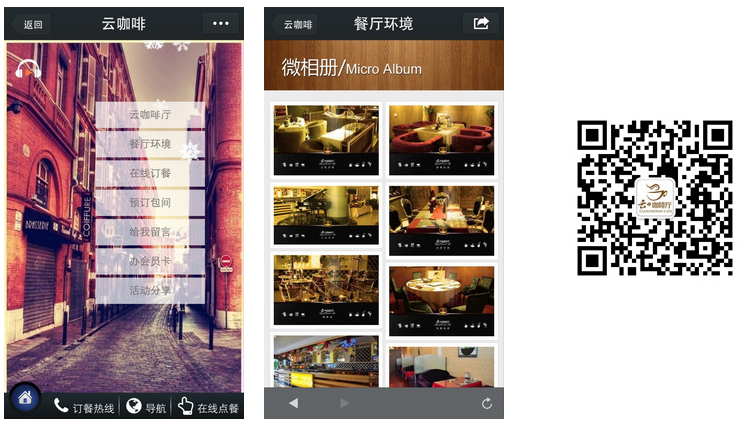 返回
云咖啡
云咖啡厅
餐厅环境
在线订餐
预订包间
给我留言
办会员卡
活动分享
COIFFURE
BRASSERIE
订餐热线
导航
在线点餐
云咖啡
餐厅环境
微相册/Micro Album
云咖啡厅